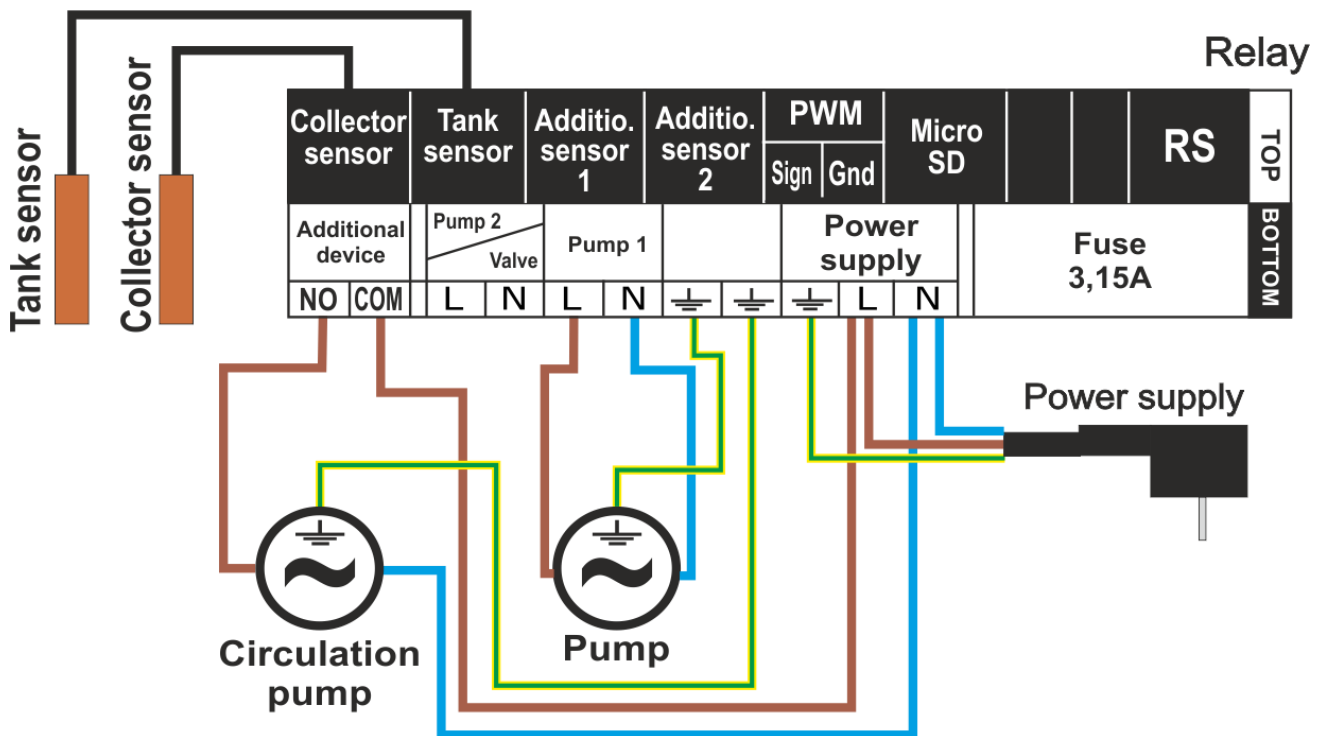 Relay
Tank sensor
Collector sensor
Collector
sensor
Tank
sensor
Additio.
sensor
1
Additio.
sensor
2
PWM
Sign
Gnd
Micro
SD
RS
TOP
Additional
device
Pump 2
Valve
Pump 1
Power
supply
Fuse
3,15A
BOTTOM
NO
COM
L
N
L
N
L
N
Power supply
Circulation
pump
Pump